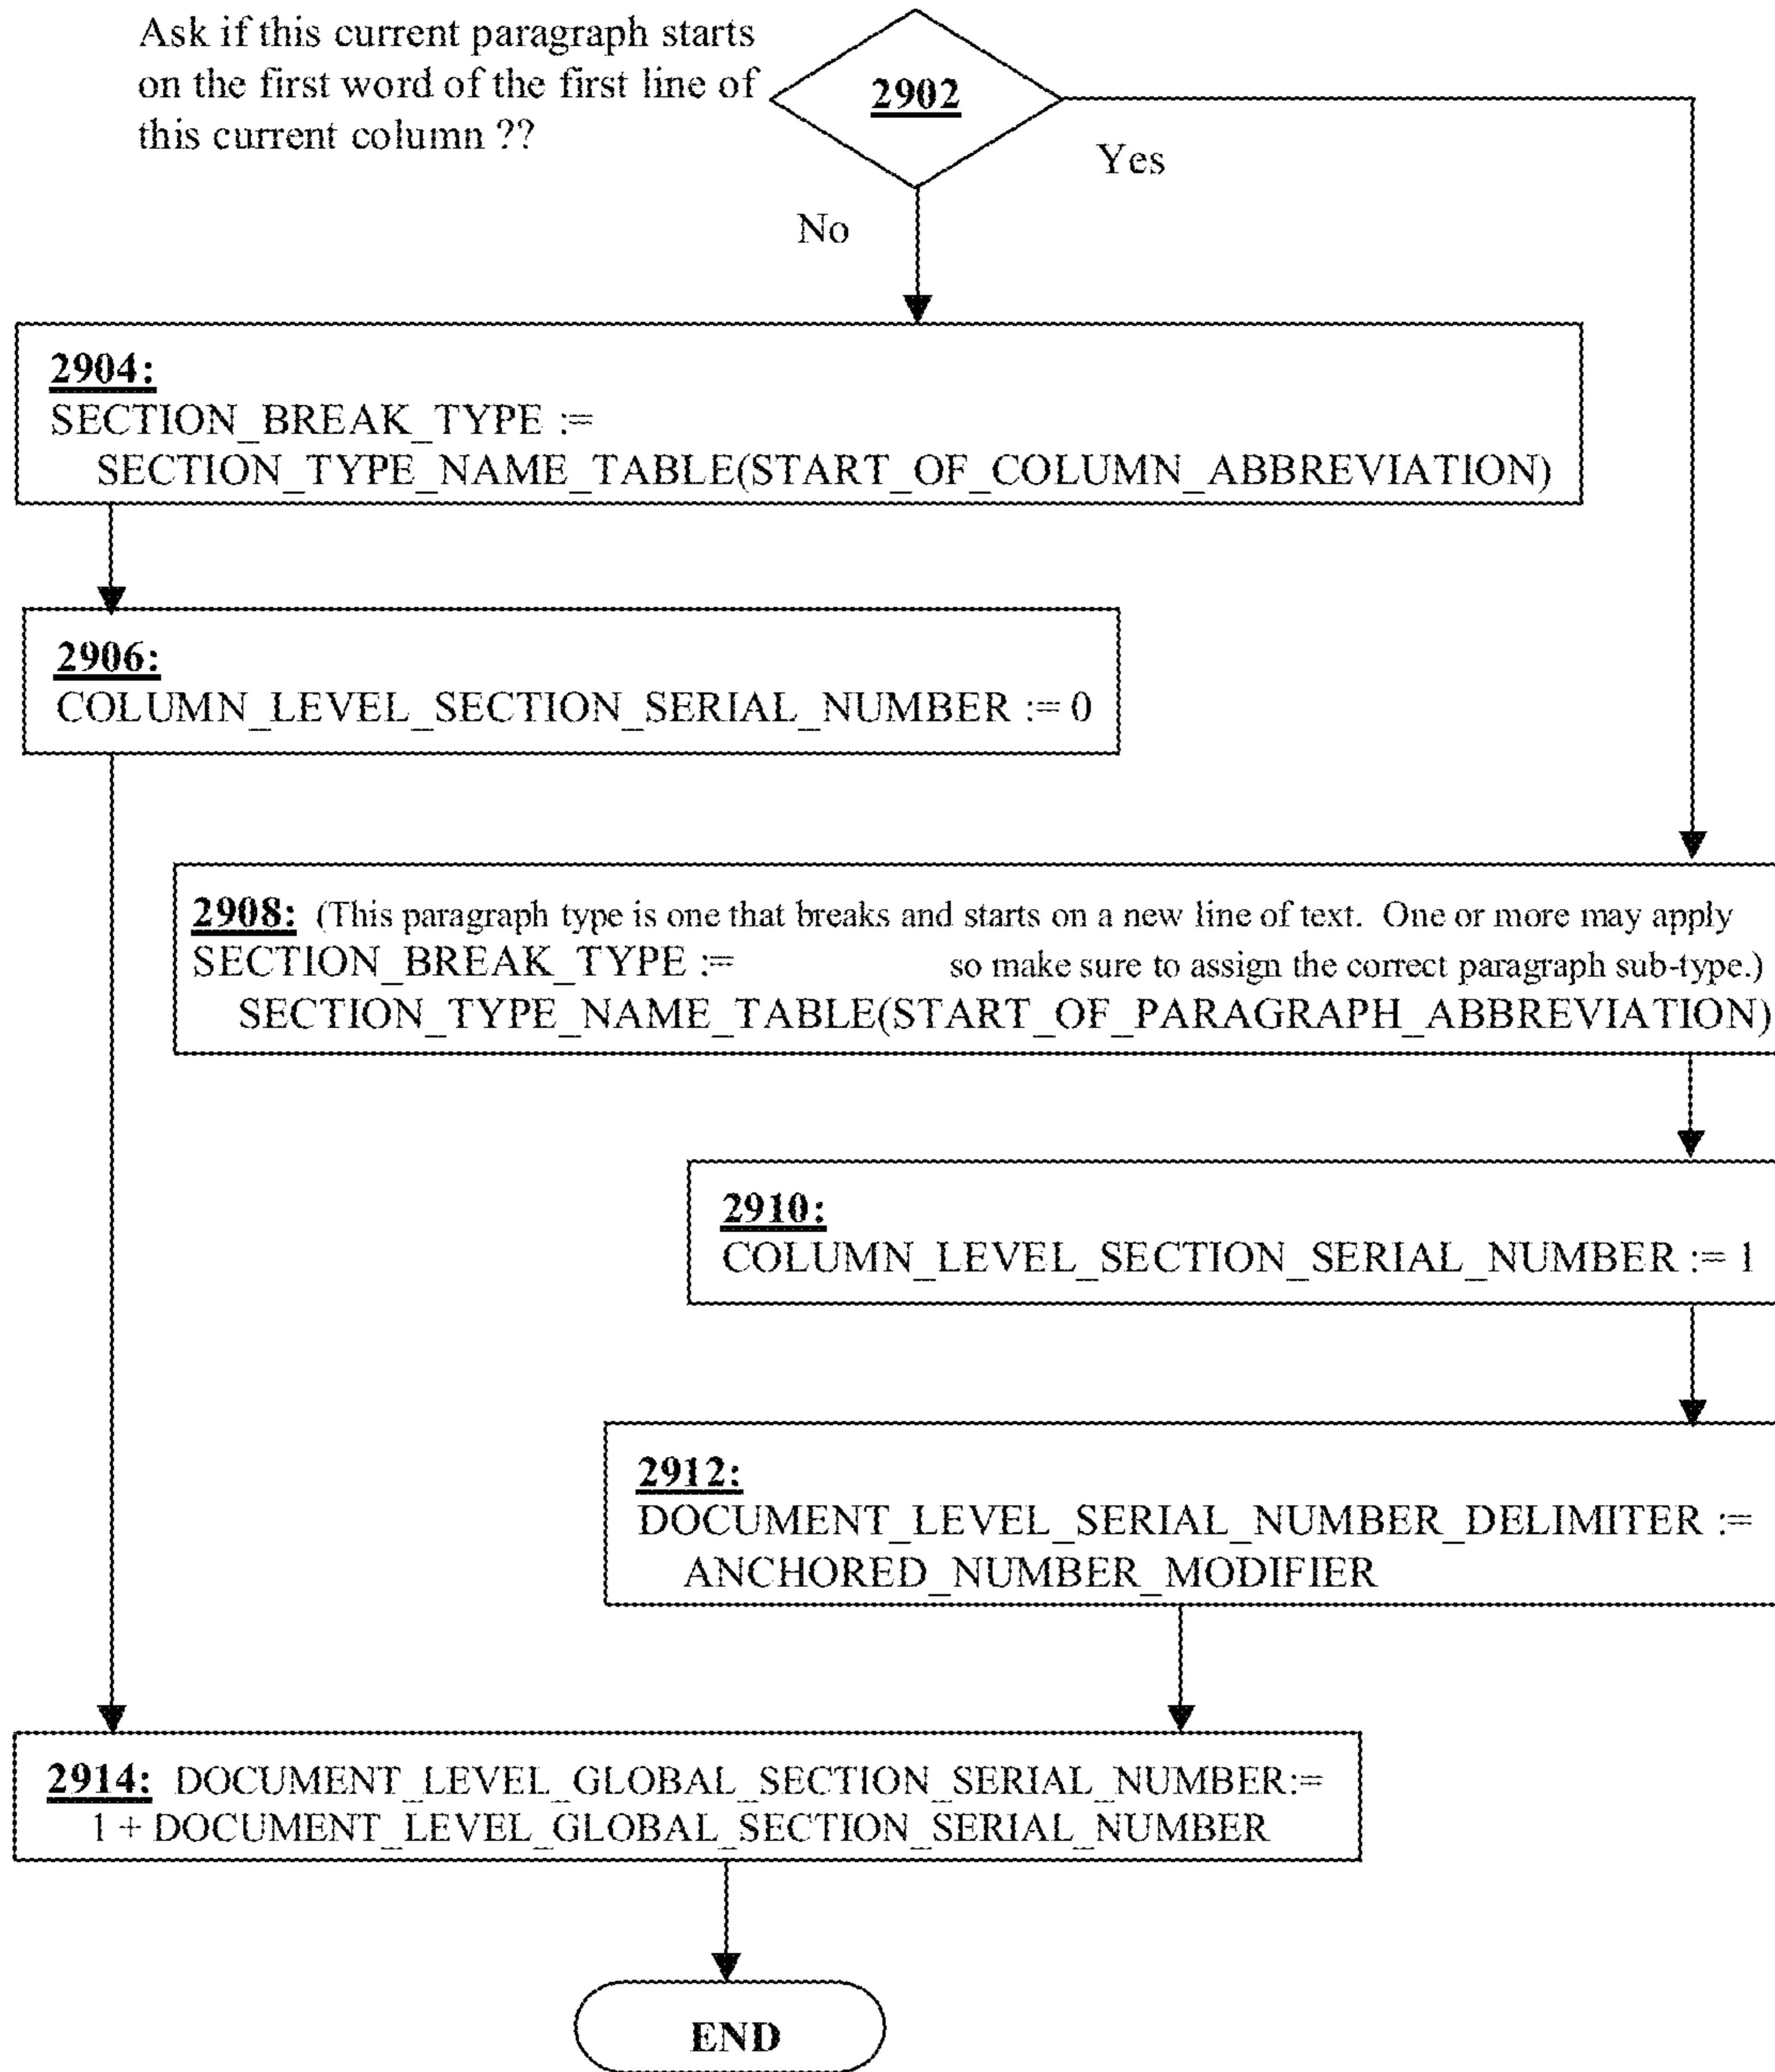 Ask if this current paragraph starts
on the first word of the first line of
this current column ??
2902
Yes
No
2904:
SECTION_BREAK_TYPE :=
SECTION_TYPE_NAME_TABLE(START_OF_COLUMN_ABBREVIATION)
2906:
COLUMN_LEVEL_SECTION_SERIAL_NUMBER := 0
2908: (This paragraph type is one that breaks and starts on a new line of text. One or more may apply
SECTION_BREAK_TYPE := so make sure to assign the correct paragraph sub-type.)
SECTION_TYPE_NAME_TABLE(START_OF_PARAGRAPH_ABBREVIATION)
2910:
COLUMN_LEVEL_SECTION_SERIAL_NUMBER := 1
2912:
DOCUMENT_LEVEL_SERIAL_NUMBER_DELIMITER :=
ANCHORED_NUMBER_MODIFIER
2914: DOCUMENT_LEVEL_GLOBAL_SECTION_SERIAL_NUMBER:=
1 + DOCUMENT_LEVEL_GLOBAL_SECTION_SERIAL_NUMBER
END